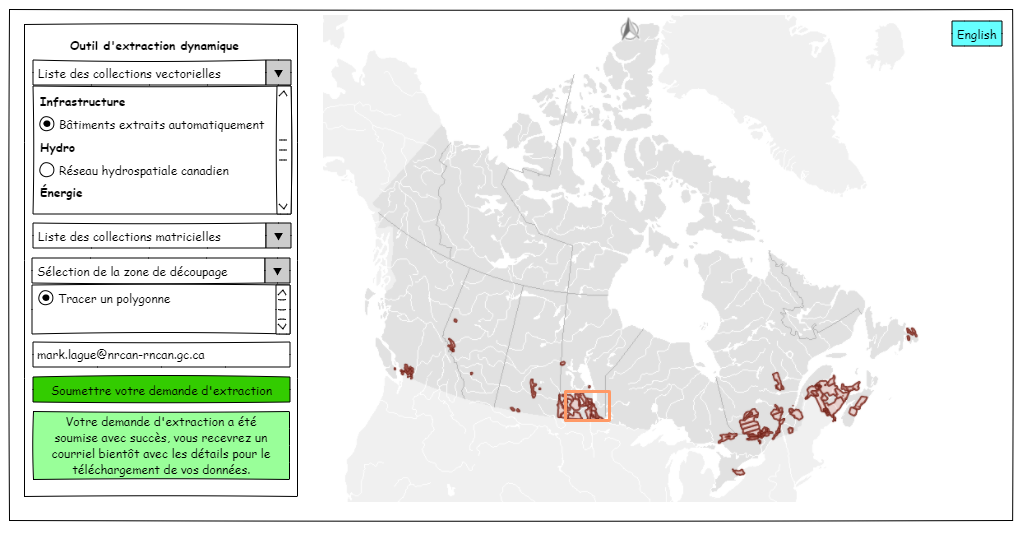 Outil d'extraction dynamique
Liste des collections vectorielles
Infrastructure
Bâtiments extraits automatiquement
Hydro
Réseau hydrospatiale canadien
Énergie
Liste des collections matricielles
Sélection de la zone de découpage
Tracer un polygonne
mark.lague@nrcan-rncan.gc.ca
Soumettre votre demande d'extraction
Votre demande d'extraction a été
soumise avec succès, vous recevrez un
courriel bientôt avec les détails pour le
téléchargement de vos données.
English